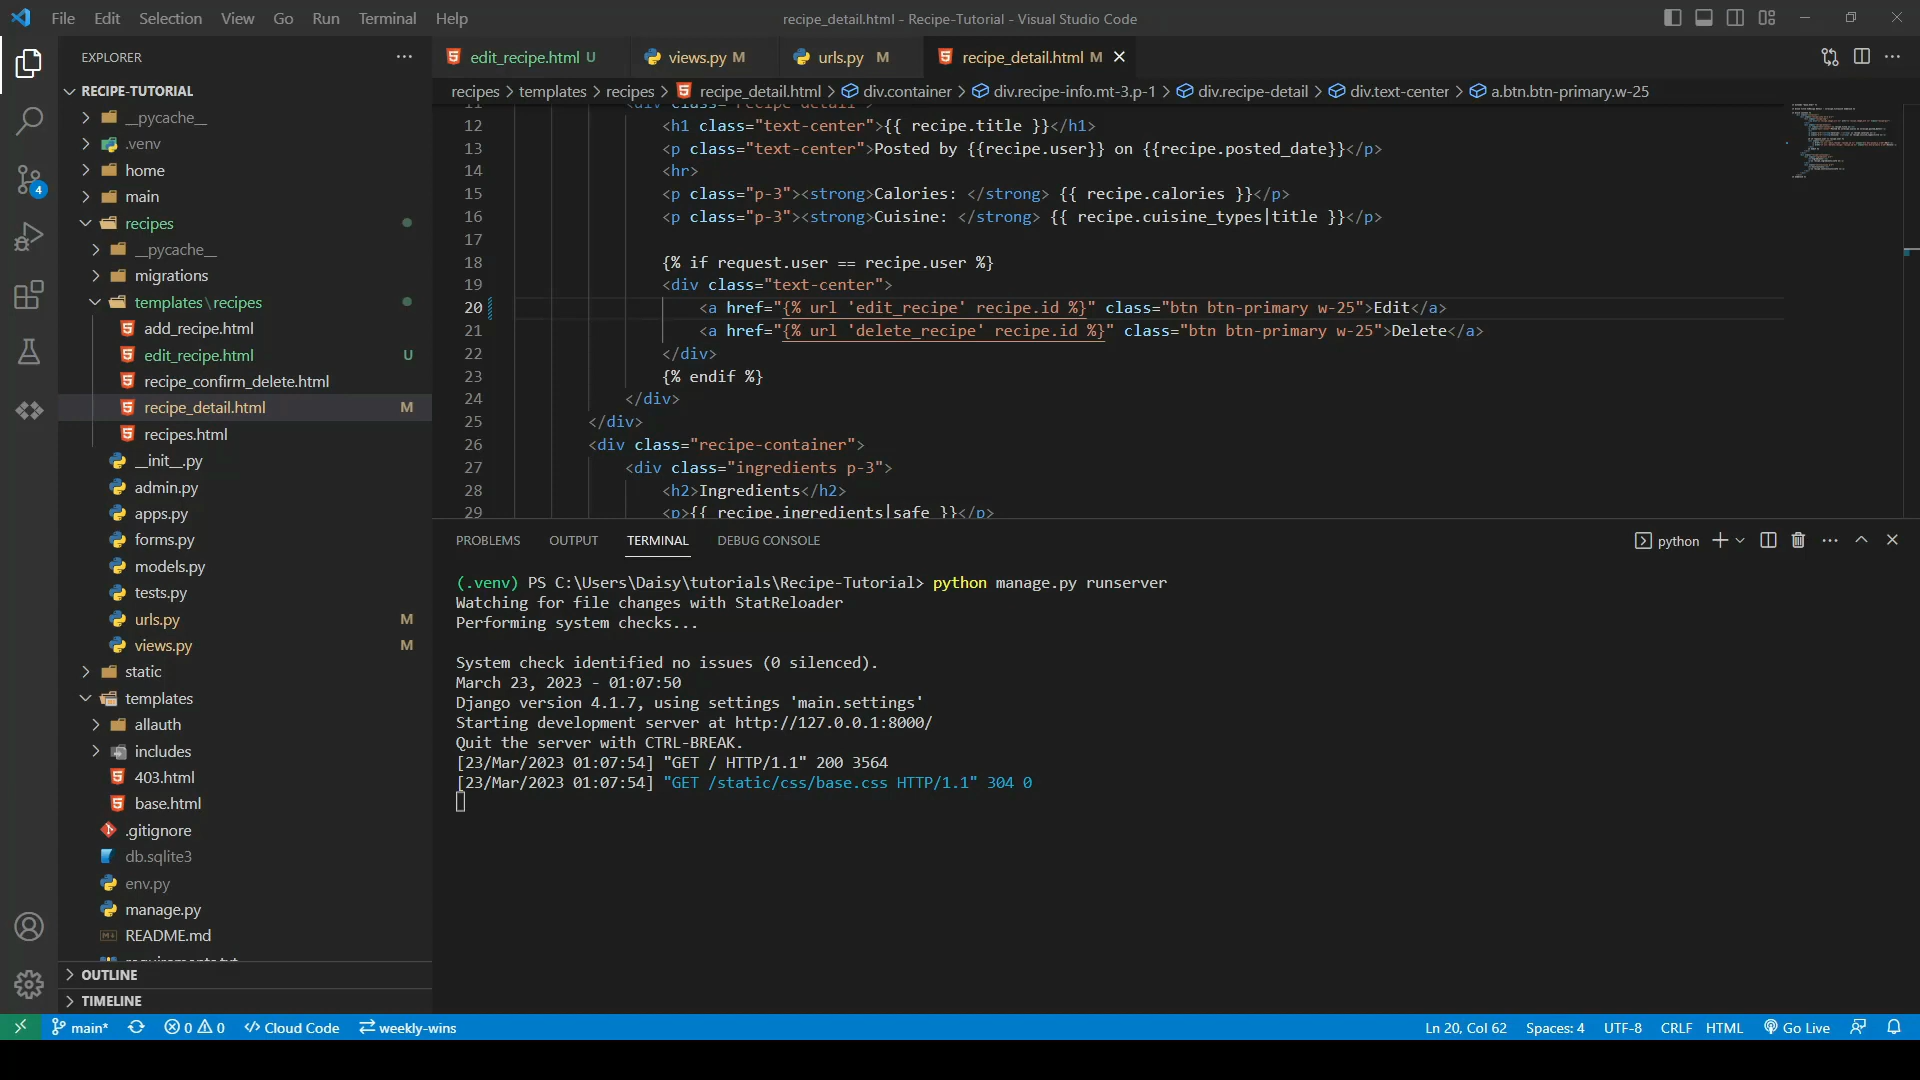 File Edit Selection View Go Run Terminal Help
recipe_detail.html - Recipe-Tutorial - Visual Studio Code
EXPLORER
RECIPE-TUTORIAL
__pycache__
.venv
home
main
recipes
__pycache__
migrations
templates\recipes
add_recipe.html
edit_recipe.html U
recipe_confirm_delete.html
recipe_detail.html M
recipes.html
__init__.py
admin.py
apps.py
forms.py
models.py
tests.py
urls.py M
views.py M
static
templates
allauth
includes
403.html
base.html
.gitignore
db.sqlite3
env.py
manage.py
README.md
requirements.txt
OUTLINE
TIMELINE
4
edit_recipe.html U views.py M urls.py M recipe_detail.html M
recipes > templates > recipes > recipe_detail.html > div.container > div.recipe-info.mt-3.p-1 > div.recipe-detail > div.text-center > a.btn.btn-primary.w-25
11 <div class="recipe-detail">
12 <h1 class="text-center">{{ recipe.title }}</h1>
13 <p class="text-center">Posted by {{recipe.user}} on {{recipe.posted_date}}</p>
14 <hr>
15 <p class="p-3"><strong>Calories: </strong> {{ recipe.calories }}</p>
16 <p class="p-3"><strong>Cuisine: </strong> {{ recipe.cuisine_types|title }}</p>
17
18 {% if request.user == recipe.user %}
19 <div class="text-center">
20 <a href="{% url 'edit_recipe' recipe.id %}" class="btn btn-primary w-25">Edit</a>
21 <a href="{% url 'delete_recipe' recipe.id %}" class="btn btn-primary w-25">Delete</a>
22 </div>
23 {% endif %}
24 </div>
25 </div>
26 <div class="recipe-container">
27 <div class="ingredients p-3">
28 <h2>Ingredients</h2>
29 <p>{{ recipe.ingredients|safe }}</p>
PROBLEMS OUTPUT TERMINAL DEBUG CONSOLE
python
(.venv) PS C:\Users\Daisy\tutorials\Recipe-Tutorial> python manage.py runserver
Watching for file changes with StatReloader
Performing system checks...
System check identified no issues (0 silenced).
March 23, 2023 - 01:07:50
Django version 4.1.7, using settings 'main.settings'
Starting development server at http://127.0.0.1:8000/
Quit the server with CTRL-BREAK.
[23/Mar/2023 01:07:54] "GET / HTTP/1.1" 200 3564
[23/Mar/2023 01:07:54] "GET /static/css/base.css HTTP/1.1" 304 0
main* 0 0 Cloud Code weekly-wins
Ln 20, Col 62 Spaces: 4 UTF-8 CRLF HTML Go Live